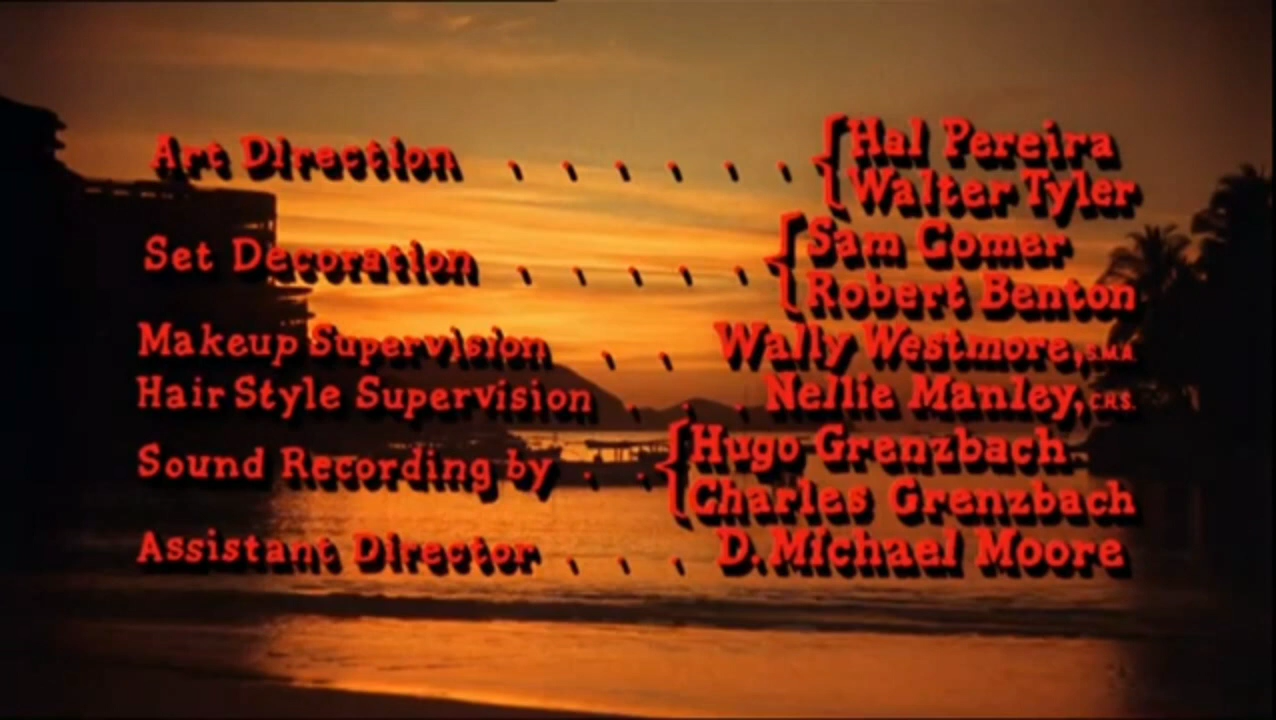 Art Direction . . . . . . { Hal Pereira
Walter Tyler
Set Decoration . . . . . { Sam Comer
Robert Benton
Makeup Supervision . . Wally Westmore, S.M.A.
Hair Style Supervision . . . Nellie Manley, C.H.S.
Sound Recording by . . { Hugo Grenzbach
Charles Grenzbach
Assistant Director . . . D. Michael Moore